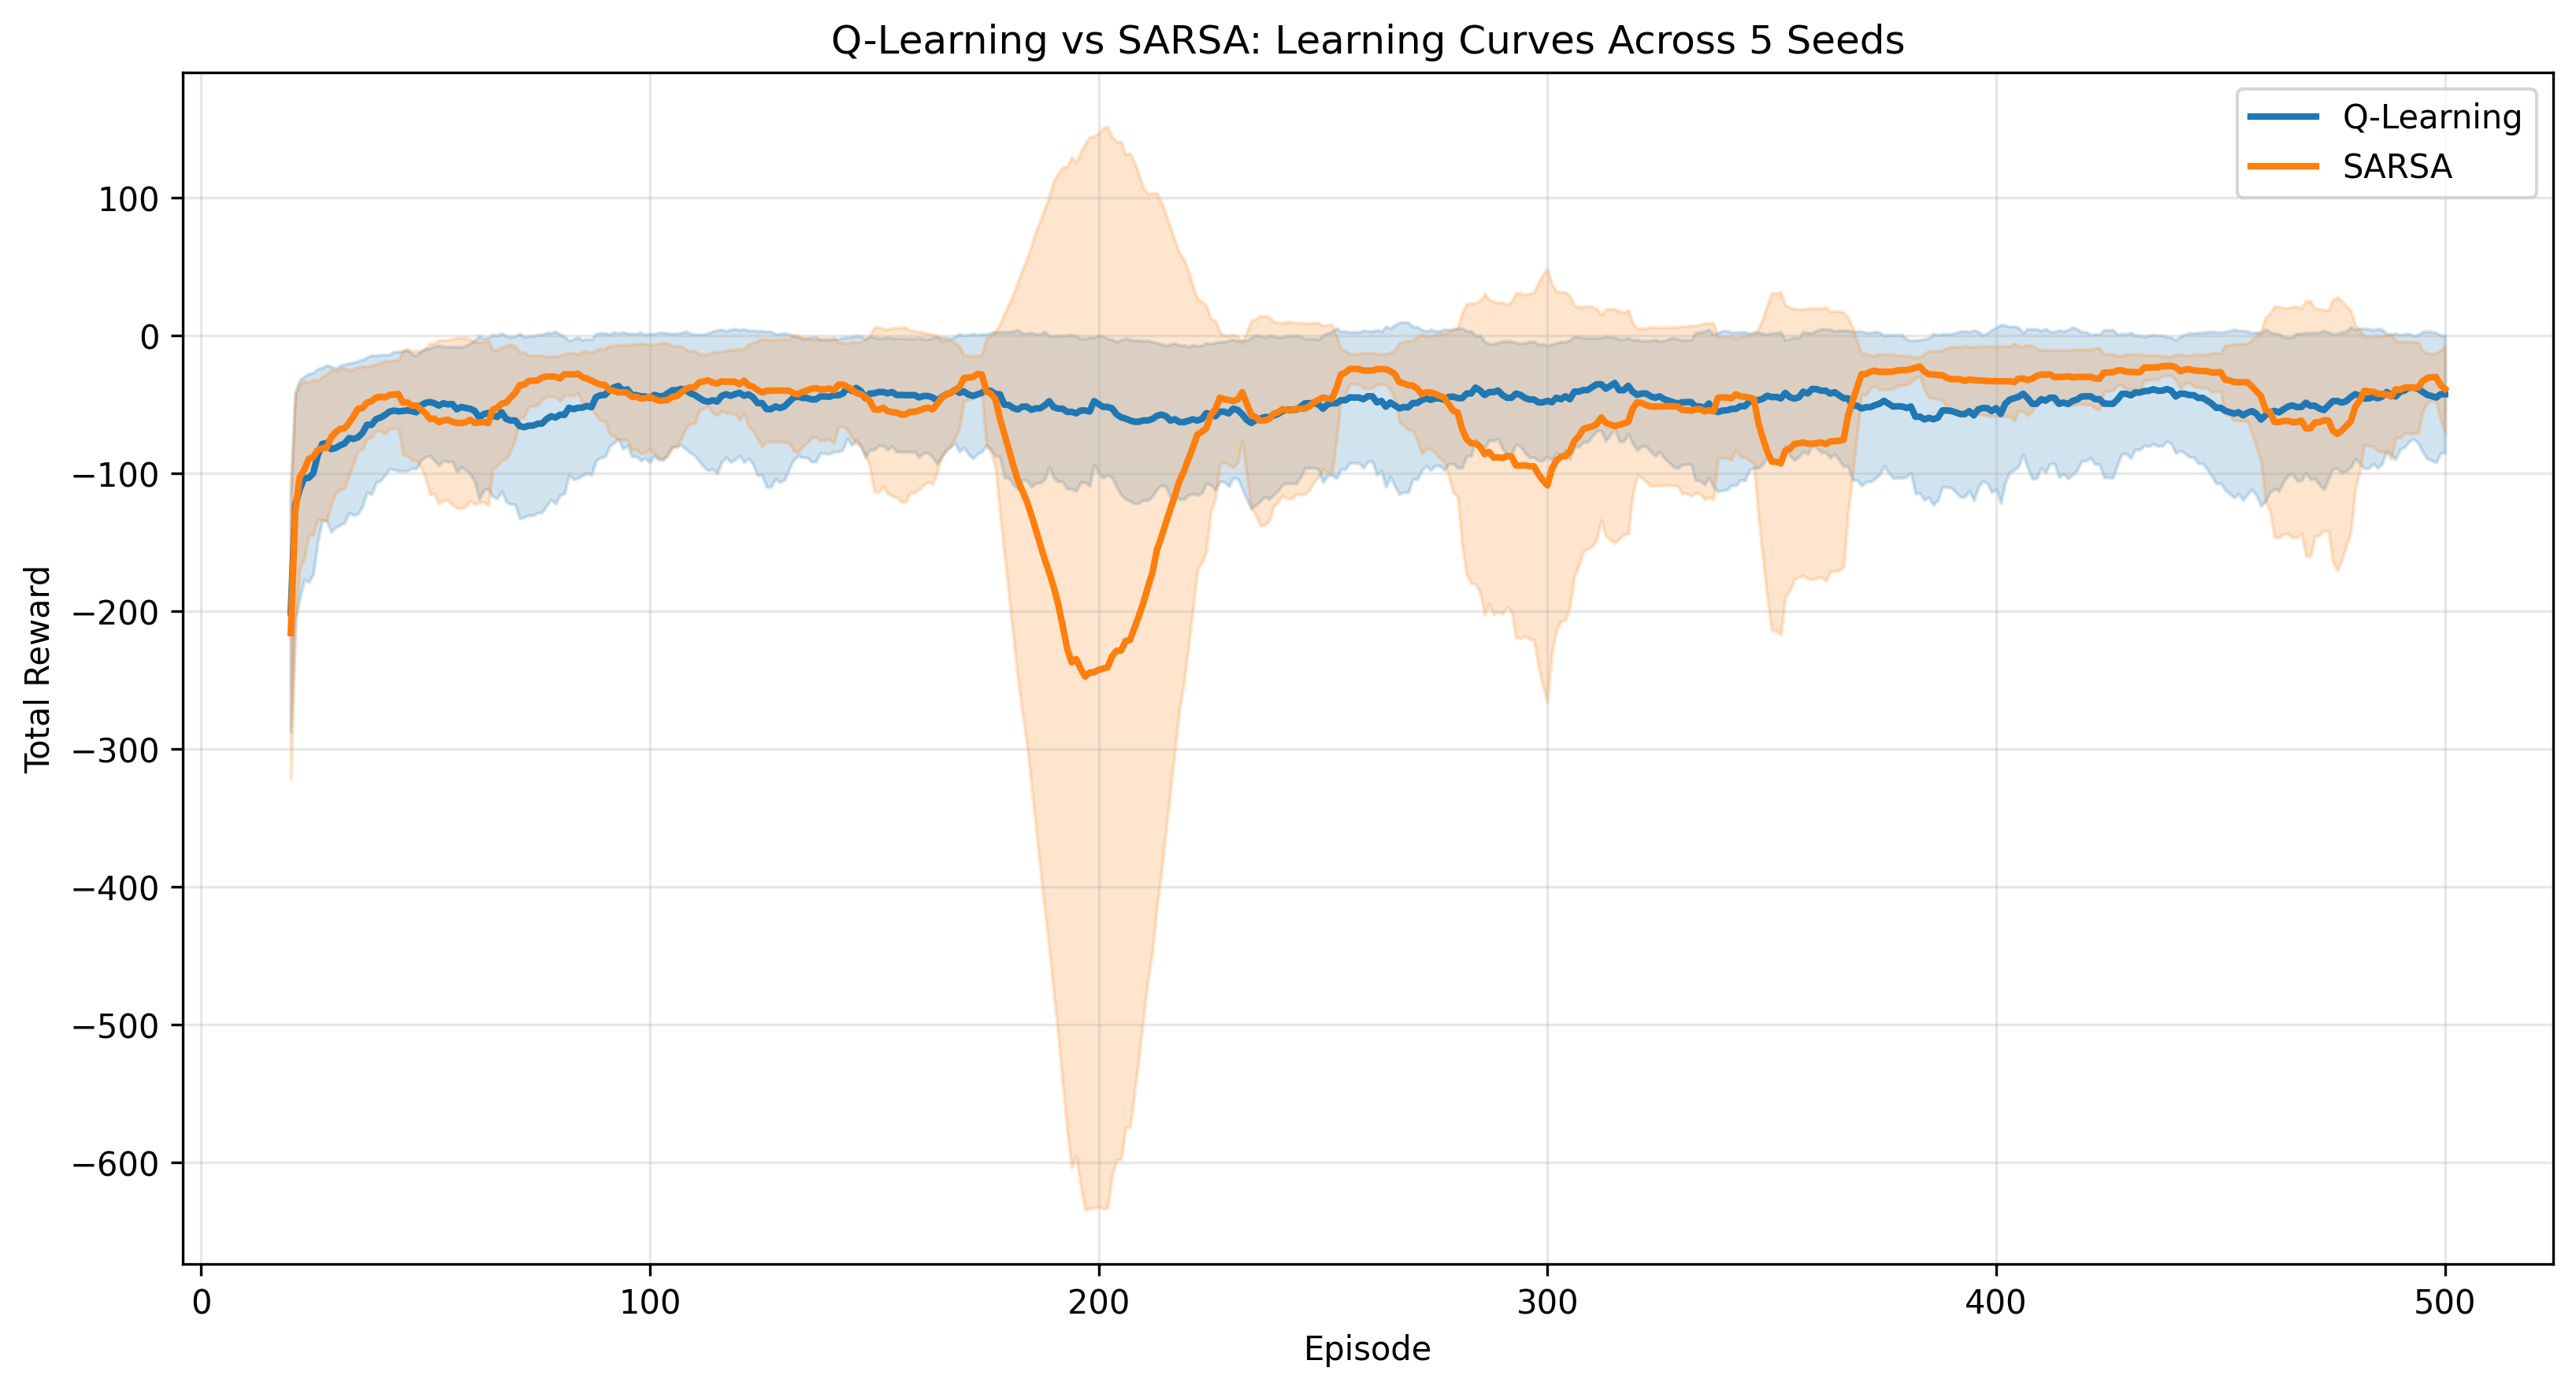 Q-Learning vs SARSA: Learning Curves Across 5 Seeds
Q-Learning
SARSA
Total Reward
100
0
−100
−200
−300
−400
−500
−600
0 100 200 300 400 500
Episode